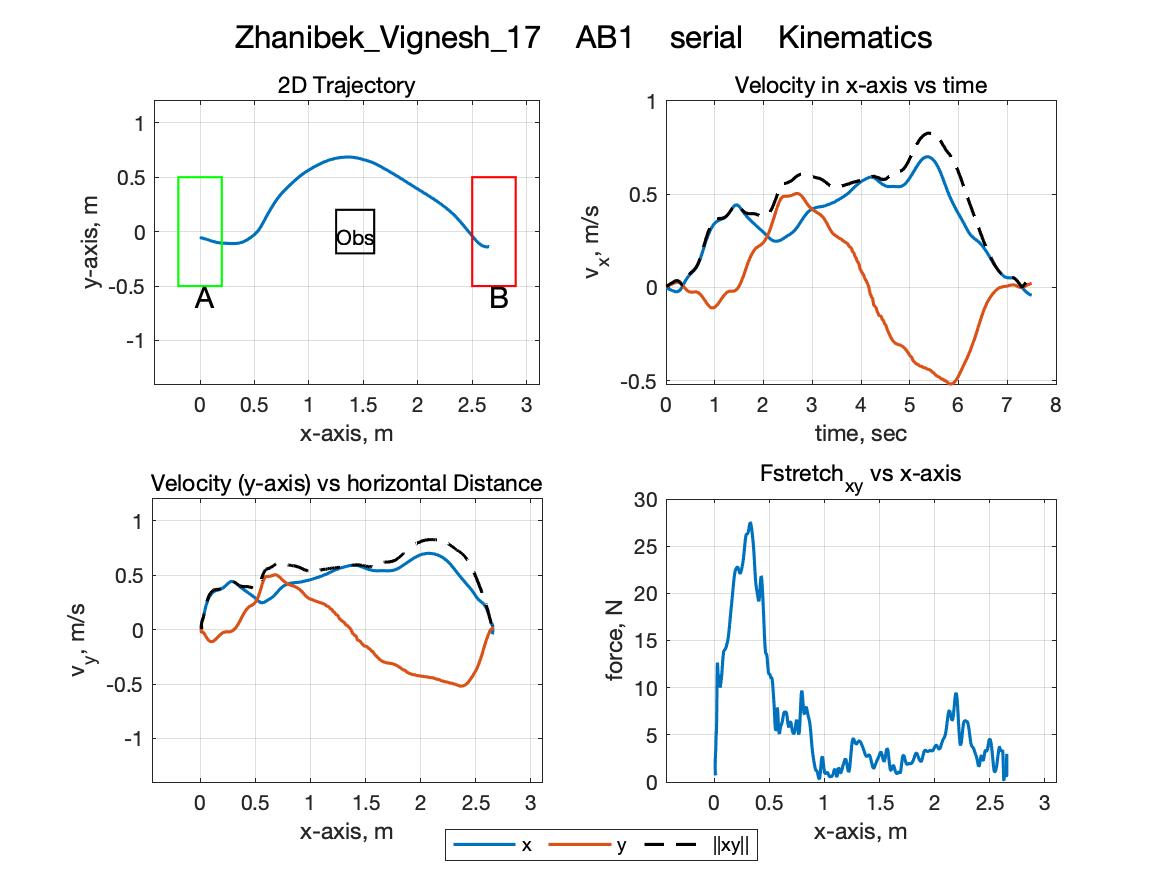 Zhanibek_Vignesh_17 AB1 serial Kinematics
2D Trajectory
1
0.5
0
-0.5
-1
y-axis, m
Obs
A
B
0 0.5 1 1.5 2 2.5 3
x-axis, m
Velocity in x-axis vs time
1
0.5
0
-0.5
v_x, m/s
0 1 2 3 4 5 6 7 8
time, sec
Velocity (y-axis) vs horizontal Distance
1
0.5
0
-0.5
-1
v_y, m/s
0 0.5 1 1.5 2 2.5 3
x-axis, m
Fstretch_xy vs x-axis
30
25
20
15
10
5
0
force, N
0 0.5 1 1.5 2 2.5 3
x-axis, m
x y ||xy||